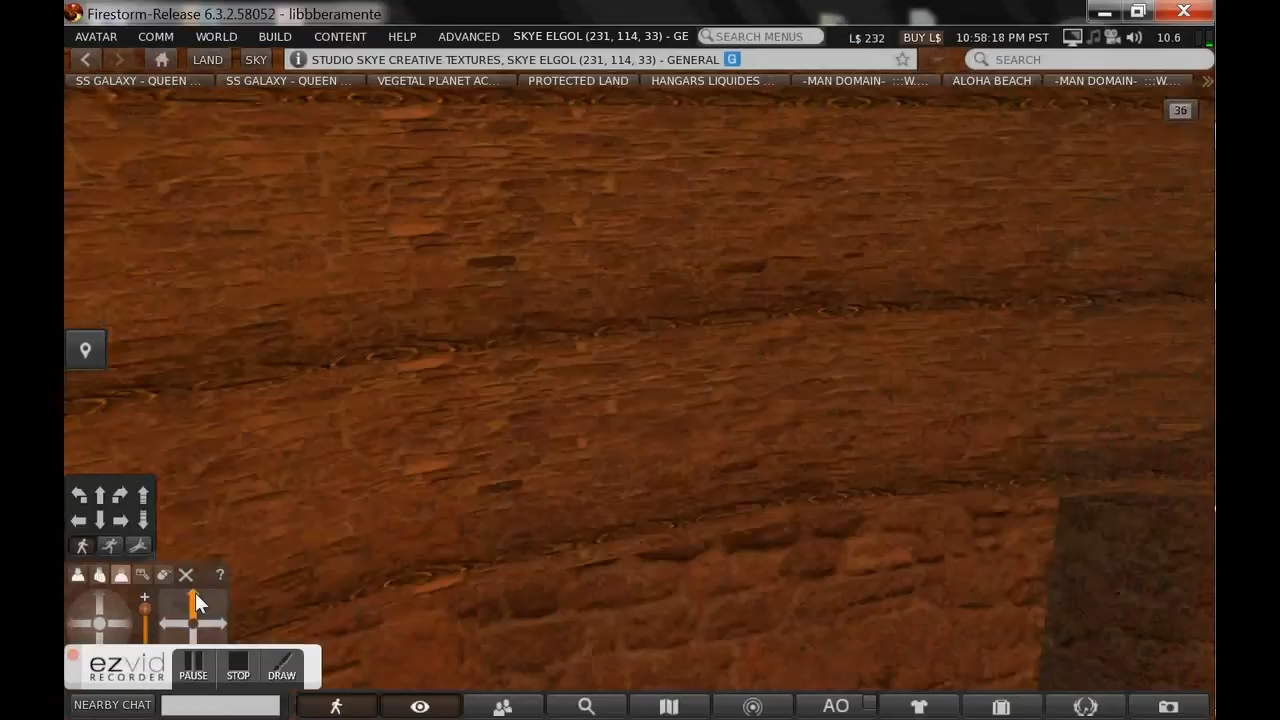 Firestorm-Release 6.3.2.58052 - libbberamente
AVATAR COMM WORLD BUILD CONTENT HELP ADVANCED SKYE ELGOL (231, 114, 33) - GE SEARCH MENUS L$ 232 BUY L$ 10:58:18 PM PST 10.6
LAND SKY STUDIO SKYE CREATIVE TEXTURES, SKYE ELGOL (231, 114, 33) - GENERAL G SEARCH
SS GALAXY - QUEEN ... SS GALAXY - QUEEN ... VEGETAL PLANET AC... PROTECTED LAND HANGARS LIQUIDES ... -MAN DOMAIN- :::W... ALOHA BEACH -MAN DOMAIN- :::W...
36
?
+
ezvid
RECORDER
PAUSE STOP DRAW
NEARBY CHAT AO